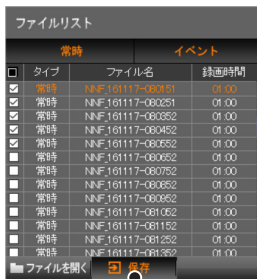 ファイルリスト
常時 イベント
タイプ ファイル名 録画時間
常時 NNF_161117-080151 01:00
常時 NNF_161117-080251 01:00
常時 NNF_161117-080352 01:00
常時 NNF_161117-080452 01:00
常時 NNF_161117-080552 01:00
常時 NNF_161117-080652 01:00
常時 NNF_161117-080752 01:00
常時 NNF_161117-080852 01:00
常時 NNF_161117-080952 01:00
常時 NNF_161117-081052 01:00
常時 NNF_161117-081152 01:00
常時 NNF_161117-081252 01:00
常時 NNF_161117-081352 01:00
ファイルを開く 保存